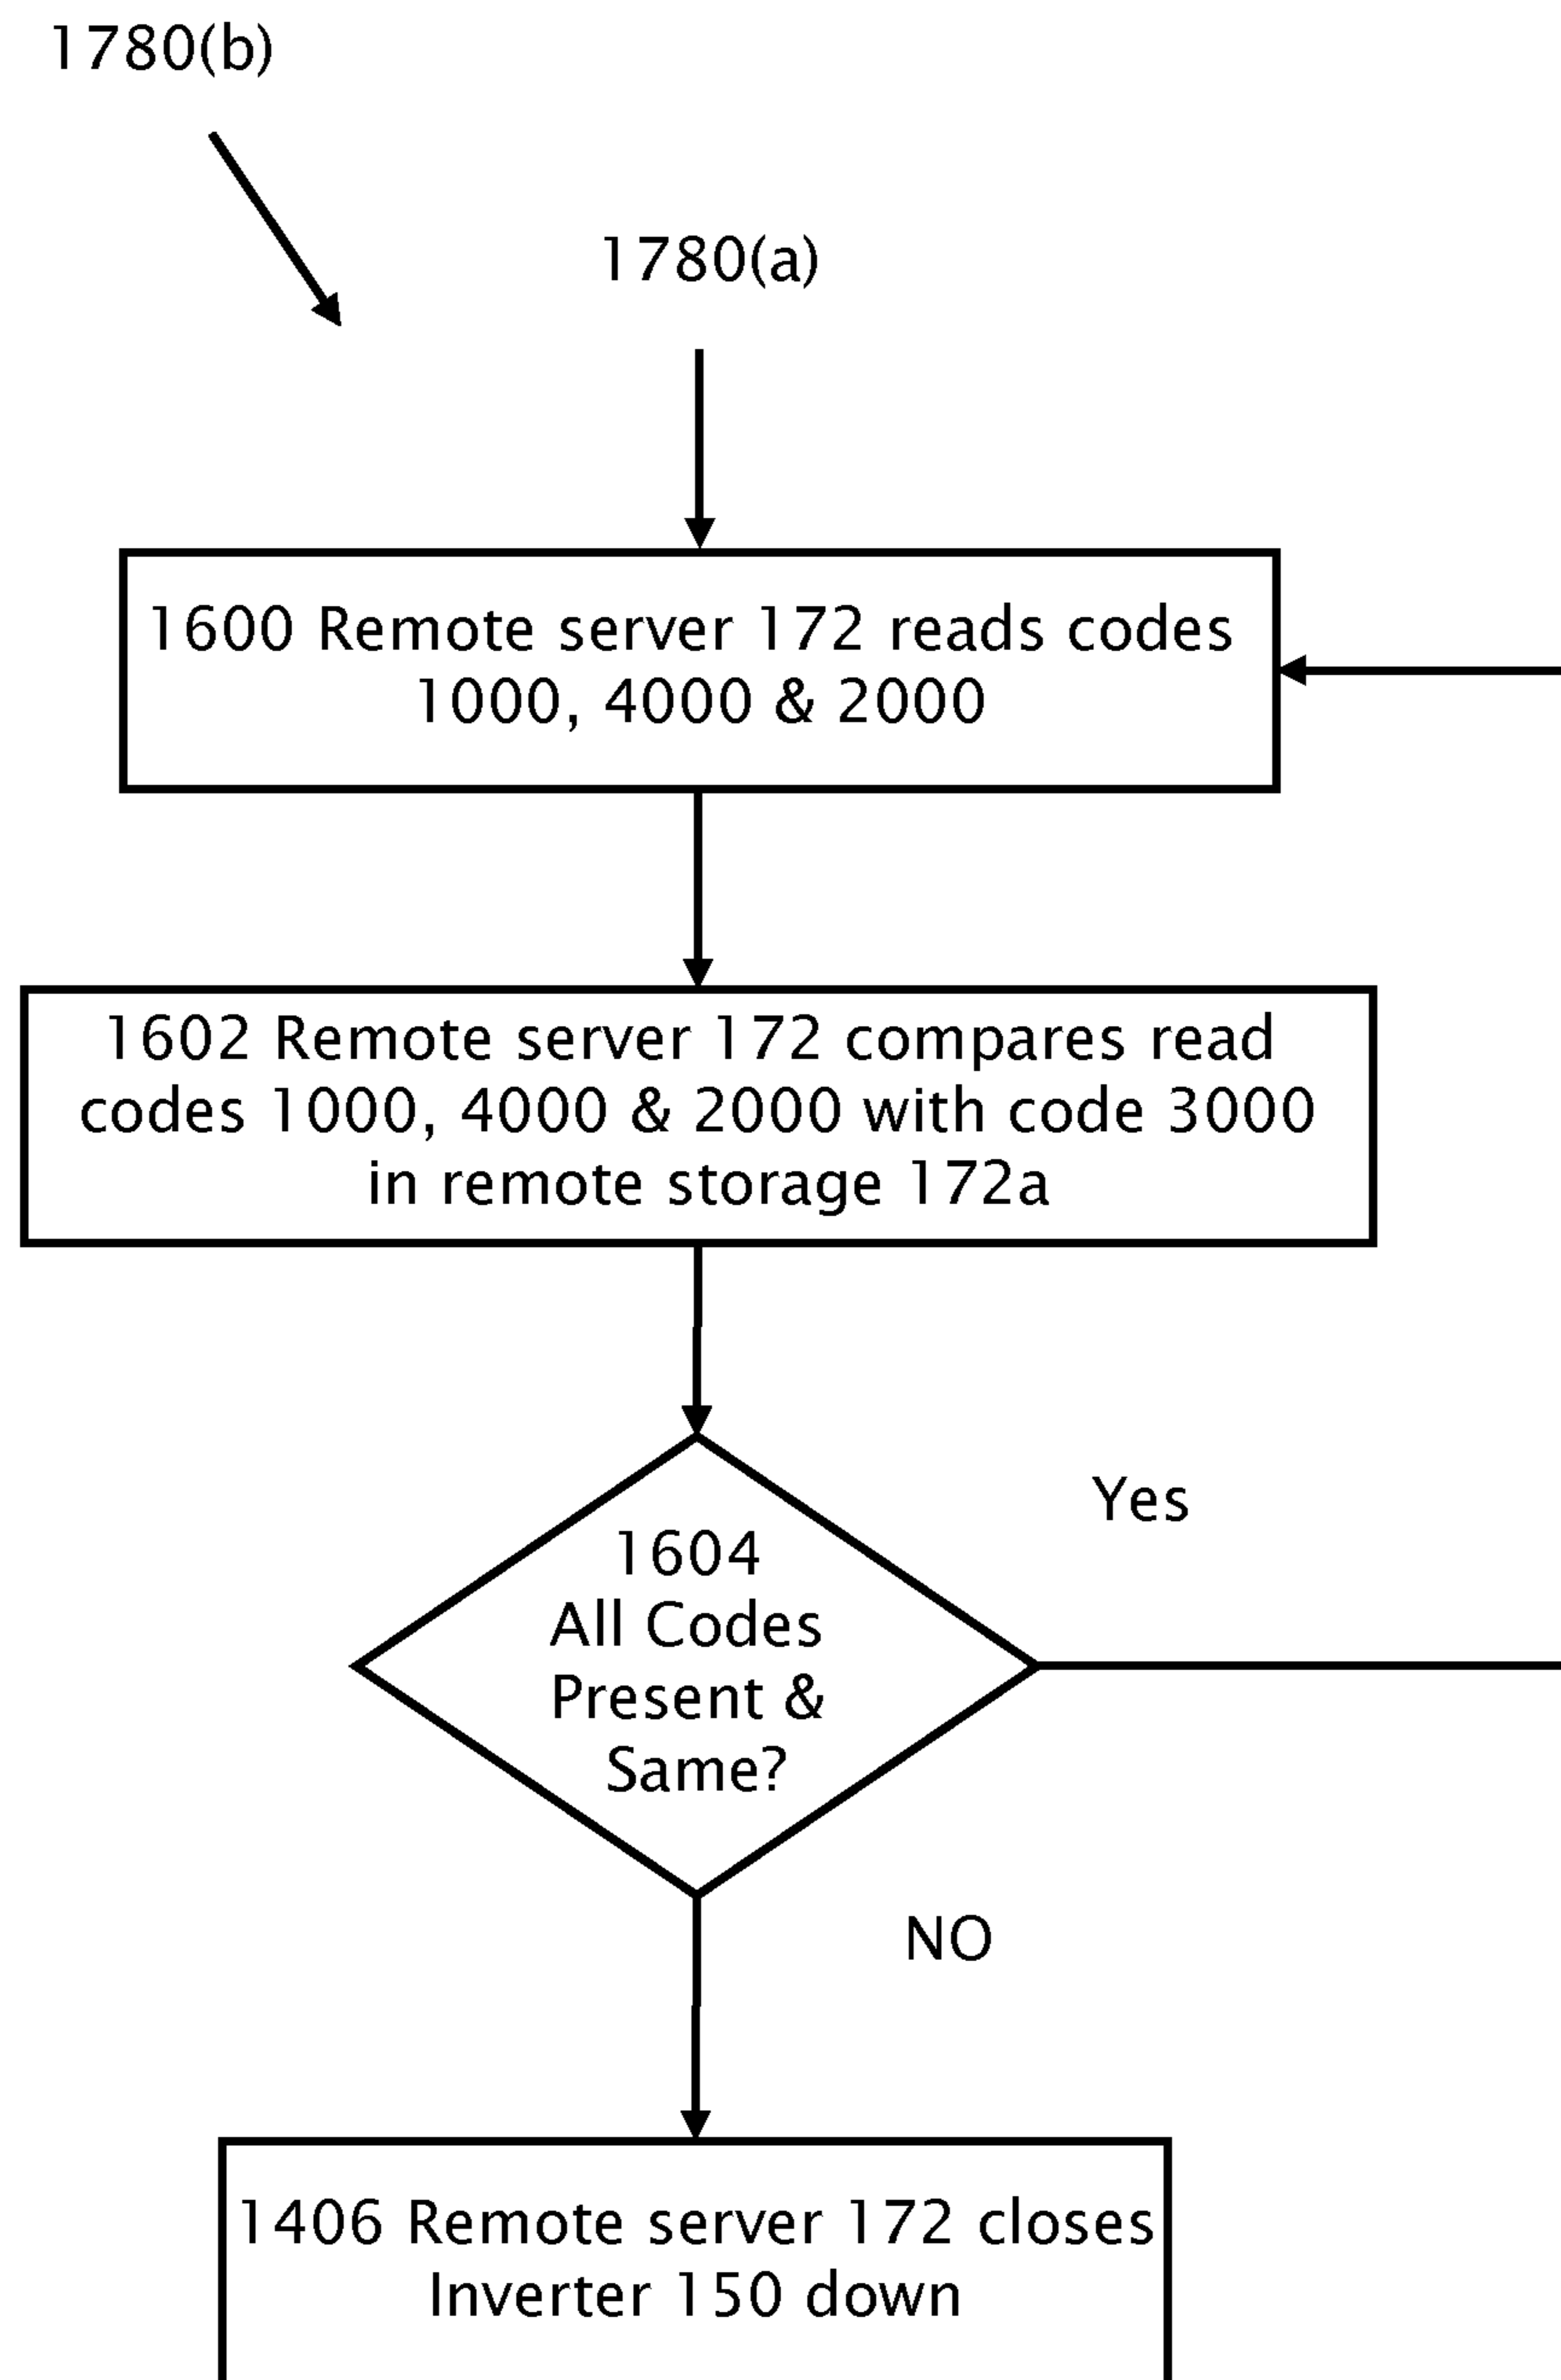 1780(b)
1780(a)
1600 Remote server 172 reads codes
1000, 4000 & 2000
1602 Remote server 172 compares read
codes 1000, 4000 & 2000 with code 3000
in remote storage 172a
Yes
1604
All Codes
Present &
Same?
NO
1406 Remote server 172 closes
Inverter 150 down